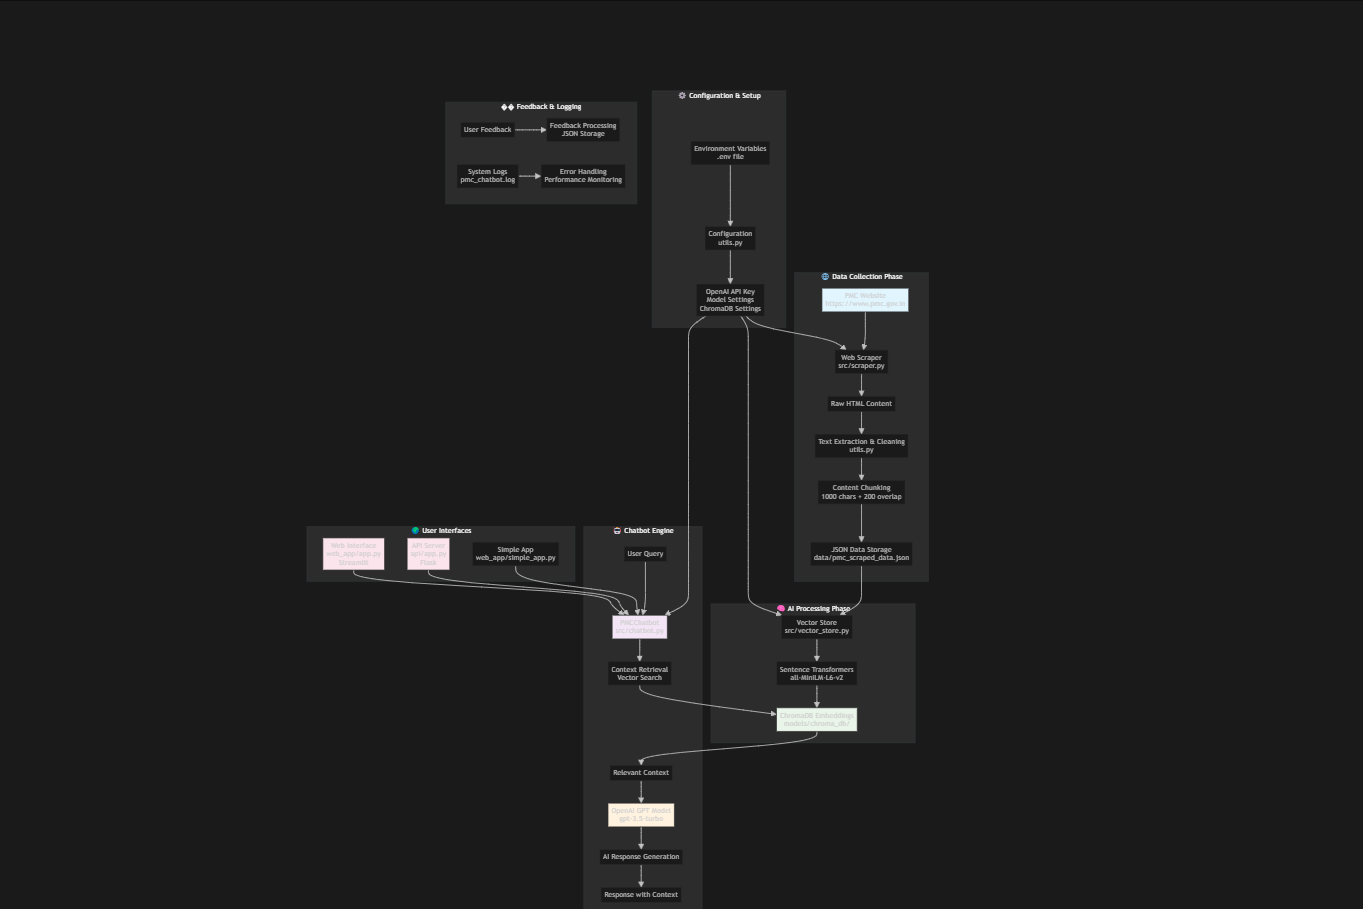 Feedback & Logging
User Feedback
Feedback Processing
JSON Storage
System Logs
pmc_chatbot.log
Error Handling
Performance Monitoring
Configuration & Setup
Environment Variables
.env file
Configuration
utils.py
OpenAI API Key
Model Settings
ChromaDB Settings
Data Collection Phase
PMC Website
https://www.pmc.gov.in
Web Scraper
src/scraper.py
Raw HTML Content
Text Extraction & Cleaning
utils.py
Content Chunking
1000 chars + 200 overlap
JSON Data Storage
data/pmc_scraped_data.json
User Interfaces
Web Interface
web_app/app.py
Streamlit
API Server
api/app.py
Flask
Simple App
web_app/simple_app.py
Chatbot Engine
User Query
PMCChatbot
src/chatbot.py
Context Retrieval
Vector Search
AI Processing Phase
Vector Store
src/vector_store.py
Sentence Transformers
all-MiniLM-L6-v2
ChromaDB Embeddings
models/chroma_db/
Relevant Context
OpenAI GPT Model
gpt-3.5-turbo
AI Response Generation
Response with Context